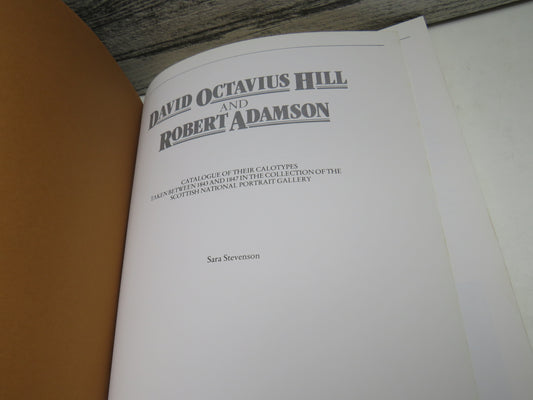 DAVID OCTAVIUS HILL
AND
ROBERT ADAMSON
CATALOGUE OF THEIR CALOTYPES
TAKEN BETWEEN 1843 AND 1847 IN THE COLLECTION OF THE
SCOTTISH NATIONAL PORTRAIT GALLERY
Sara Stevenson